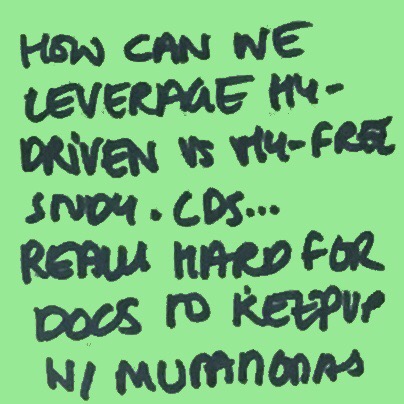 HOW CAN WE
LEVERAGE HY-
DRIVEN VS HY-FREE
STUDY. CDS...
REALLY HARD FOR
DOCS TO KEEPUP
W/ MUTATIONS